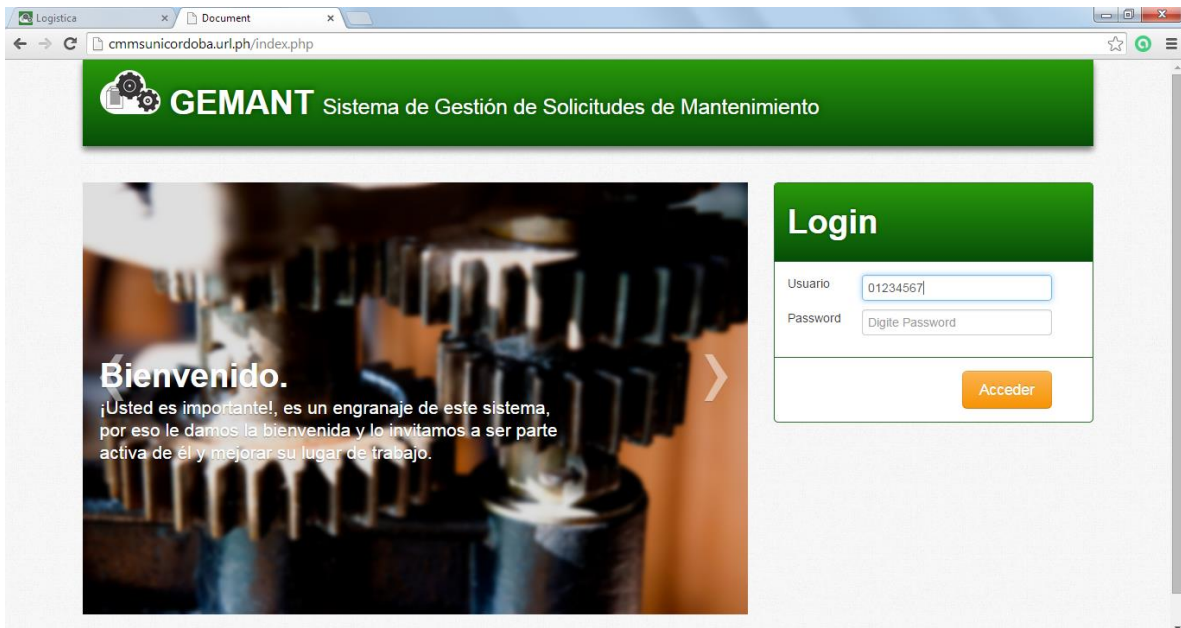 Logistica
Document
cmmsunicordoba.url.ph/index.php
GEMANT Sistema de Gestión de Solicitudes de Mantenimiento
Bienvenido.
¡Usted es importante!, es un engranaje de este sistema,
por eso le damos la bienvenida y lo invitamos a ser parte
activa de él y mejorar su lugar de trabajo.
Login
Usuario 01234567
Password Digite Password
Acceder